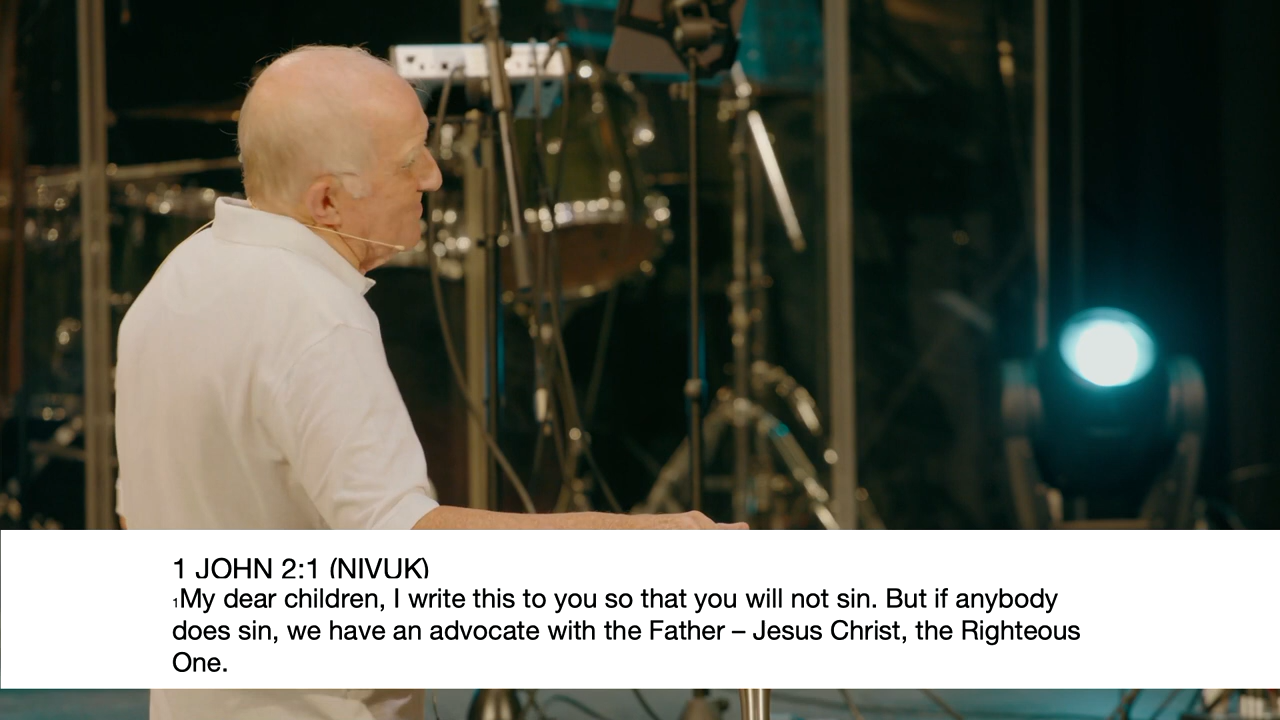 1 JOHN 2:1 (NIVUK)
1My dear children, I write this to you so that you will not sin. But if anybody
does sin, we have an advocate with the Father – Jesus Christ, the Righteous
One.